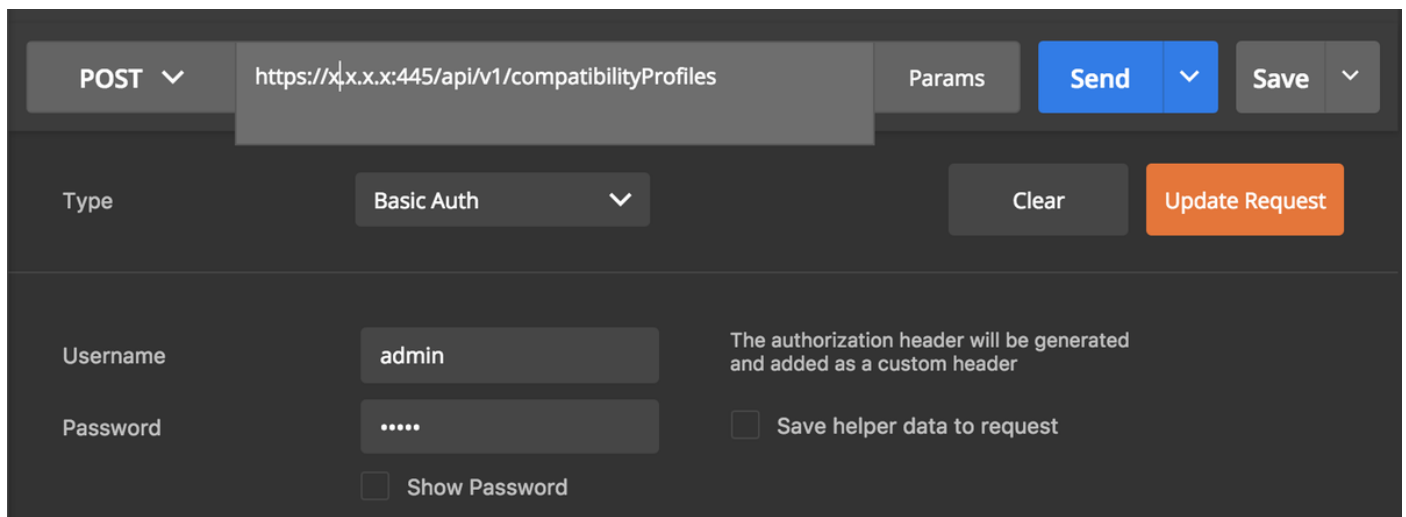 POST https://x.x.x.x:445/api/v1/compatibilityProfiles Params Send Save
Type Basic Auth Clear Update Request
Username admin The authorization header will be generated
and added as a custom header
Password ••••• Save helper data to request
Show Password